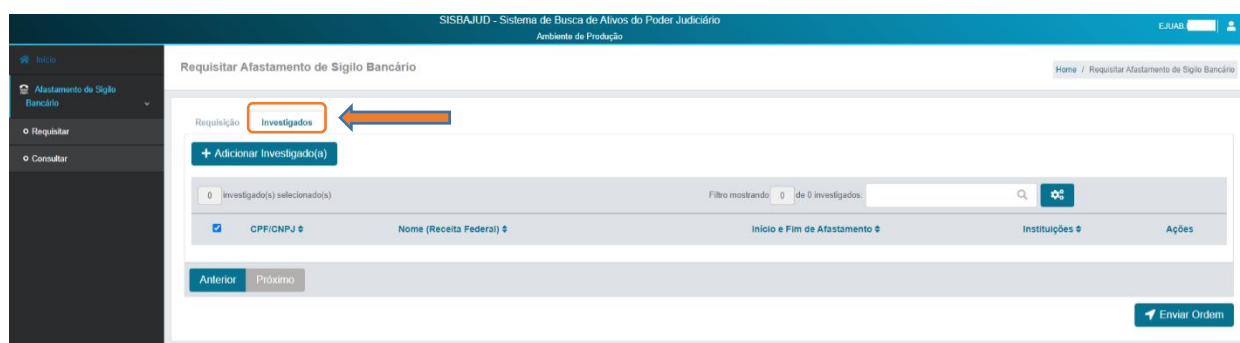 SISBAJUD - Sistema de Busca de Ativos do Poder Judiciário
Ambiente de Produção
EJUAB
Início
Afastamento do Sigilo
Bancário
Requisitar
Consultar
Requisitar Afastamento de Sigilo Bancário
Home / Requisitar Afastamento de Sigilo Bancário
Requisição Investigados
+ Adicionar Investigado(a)
0 investigado(s) selecionado(s) Filtro mostrando 0 de 0 investigados:
CPF/CNPJ Nome (Receita Federal) Início e Fim de Afastamento Instituições Ações
Anterior Próximo
Enviar Ordem